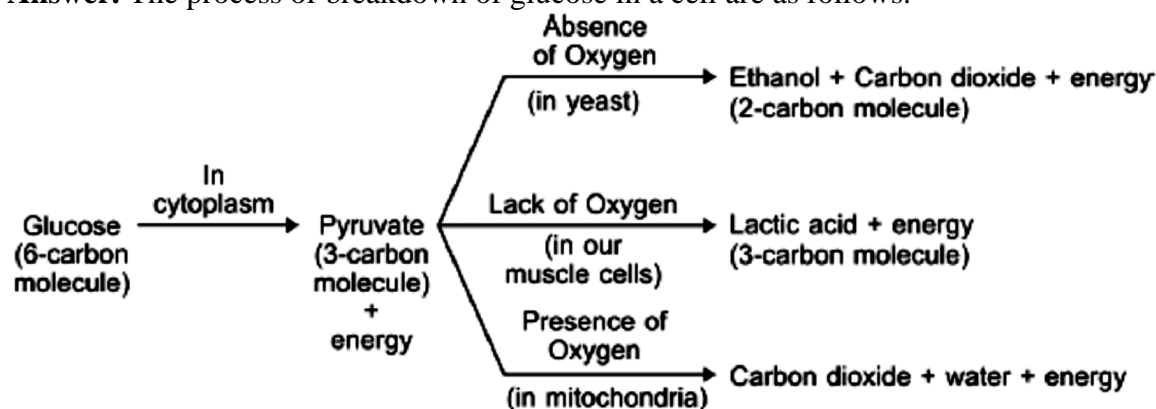 Answer: The process of breakdown of glucose in a cell are as follows:
Absence
of Oxygen
(in yeast)
Ethanol + Carbon dioxide + energy
(2-carbon molecule)
In
cytoplasm
Glucose
(6-carbon
molecule)
Pyruvate
(3-carbon
molecule)
+
energy
Lack of Oxygen
(in our
muscle cells)
Lactic acid + energy
(3-carbon molecule)
Presence of
Oxygen
(in mitochondria)
Carbon dioxide + water + energy